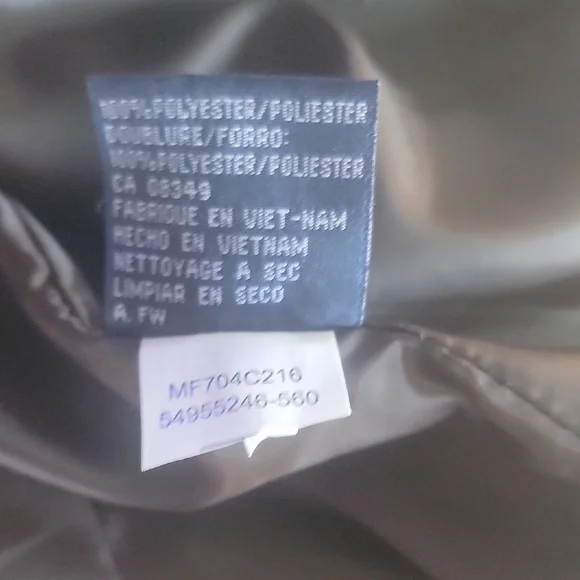 100%POLYESTER/POLIESTER
DOUBLURE/FORRO:
100%POLYESTER/POLIESTER
CA 08349
FABRIQUE EN VIET-NAM
HECHO EN VIETNAM
NETTOYAGE A SEC
LIMPIAR EN SECO
A. FW
MF704C216
54955246-560